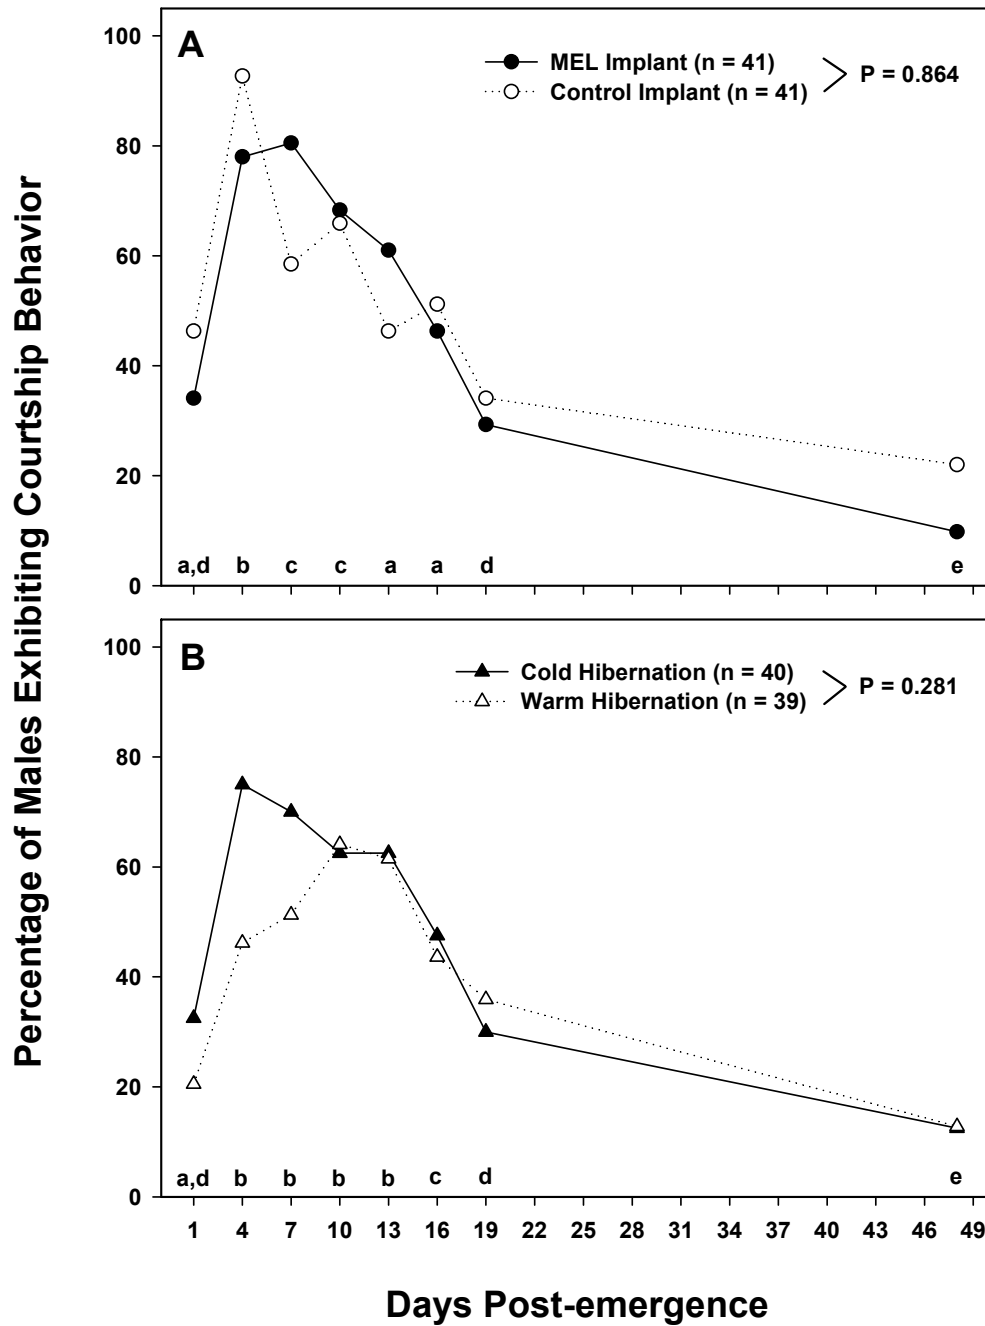 Percentage of Males Exhibiting Courtship Behavior
A
MEL Implant (n = 41)
Control Implant (n = 41)
P = 0.864
100
80
60
40
20
0
a,d b c c a a d e
B
Cold Hibernation (n = 40)
Warm Hibernation (n = 39)
P = 0.281
100
80
60
40
20
0
a,d b b b b c d e
1 4 7 10 13 16 19 22 25 28 31 34 37 40 43 46 49
Days Post-emergence